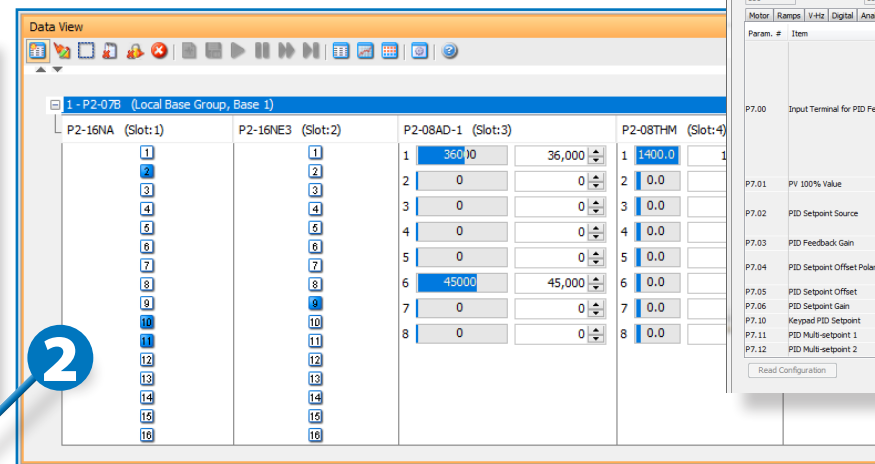 Data View
1 - P2-07B (Local Base Group, Base 1)
P2-16NA (Slot:1) P2-16NE3 (Slot:2) P2-08AD-1 (Slot:3) P2-08THM (Slot:4)
1 1 1 36000 36,000 1 1400.0 1
2 2 2 0 0 2 0.0
3 3 3 0 0 3 0.0
4 4 4 0 0 4 0.0
5 5 5 0 0 5 0.0
6 6 6 45000 45,000 6 0.0
7 7 7 0 0 7 0.0
8 8 8 0 0 8 0.0
9 9
10 10
11 11
12 12
13 13
14 14
15 15
16 16
2
Motor Ramps V-Hz Digital Anal
Param. # Item
P7.00 Input Terminal for PID Fe
P7.01 PV 100% Value
P7.02 PID Setpoint Source
P7.03 PID Feedback Gain
P7.04 PID Setpoint Offset Polar
P7.05 PID Setpoint Offset
P7.06 PID Setpoint Gain
P7.10 Keypad PID Setpoint
P7.11 PID Multi-setpoint 1
P7.12 PID Multi-setpoint 2
Read Configuration